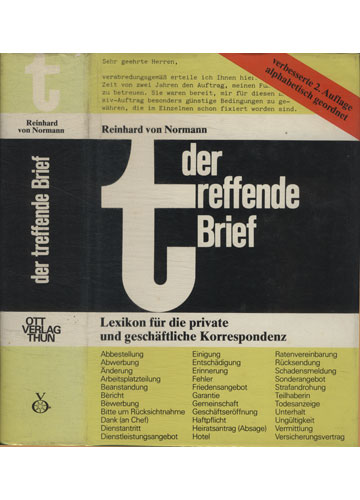 t
Reinhard
von Normann
der treffende Brief
OTT
VERLAG
THUN
V
Sehr geehrte Herren,
verabredungsgemäß erteile ich Ihnen hier
Zeit von zwei Jahren den Auftrag, meinen Fu
zu betreuen. Sie waren bereit, mir für diesen
ziv-Auftrag besonders günstige Bedingungen zu ge-
währen, die im Einzelnen schon fixiert worden sind.
verbesserte 2. Auflage
alphabetisch geordnet
Reinhard von Normann
der
treffende
Brief
Lexikon für die private
und geschäftliche Korrespondenz
Abbestellung
Abwerbung
Änderung
Arbeitsplatzteilung
Beanstandung
Bericht
Bewerbung
Bitte um Rücksichtnahme
Dank (an Chef)
Dienstantritt
Dienstleistungsangebot
Einigung
Entschädigung
Erinnerung
Fehler
Friedensangebot
Garantie
Gemeinschaft
Geschäftseröffnung
Haftpflicht
Heiratsantrag (Absage)
Hotel
Ratenvereinbarung
Rücksendung
Schadensmeldung
Sonderangebot
Strafandrohung
Teilhaberin
Todesanzeige
Unterhalt
Ungültigkeit
Vermittlung
Versicherungsvertrag